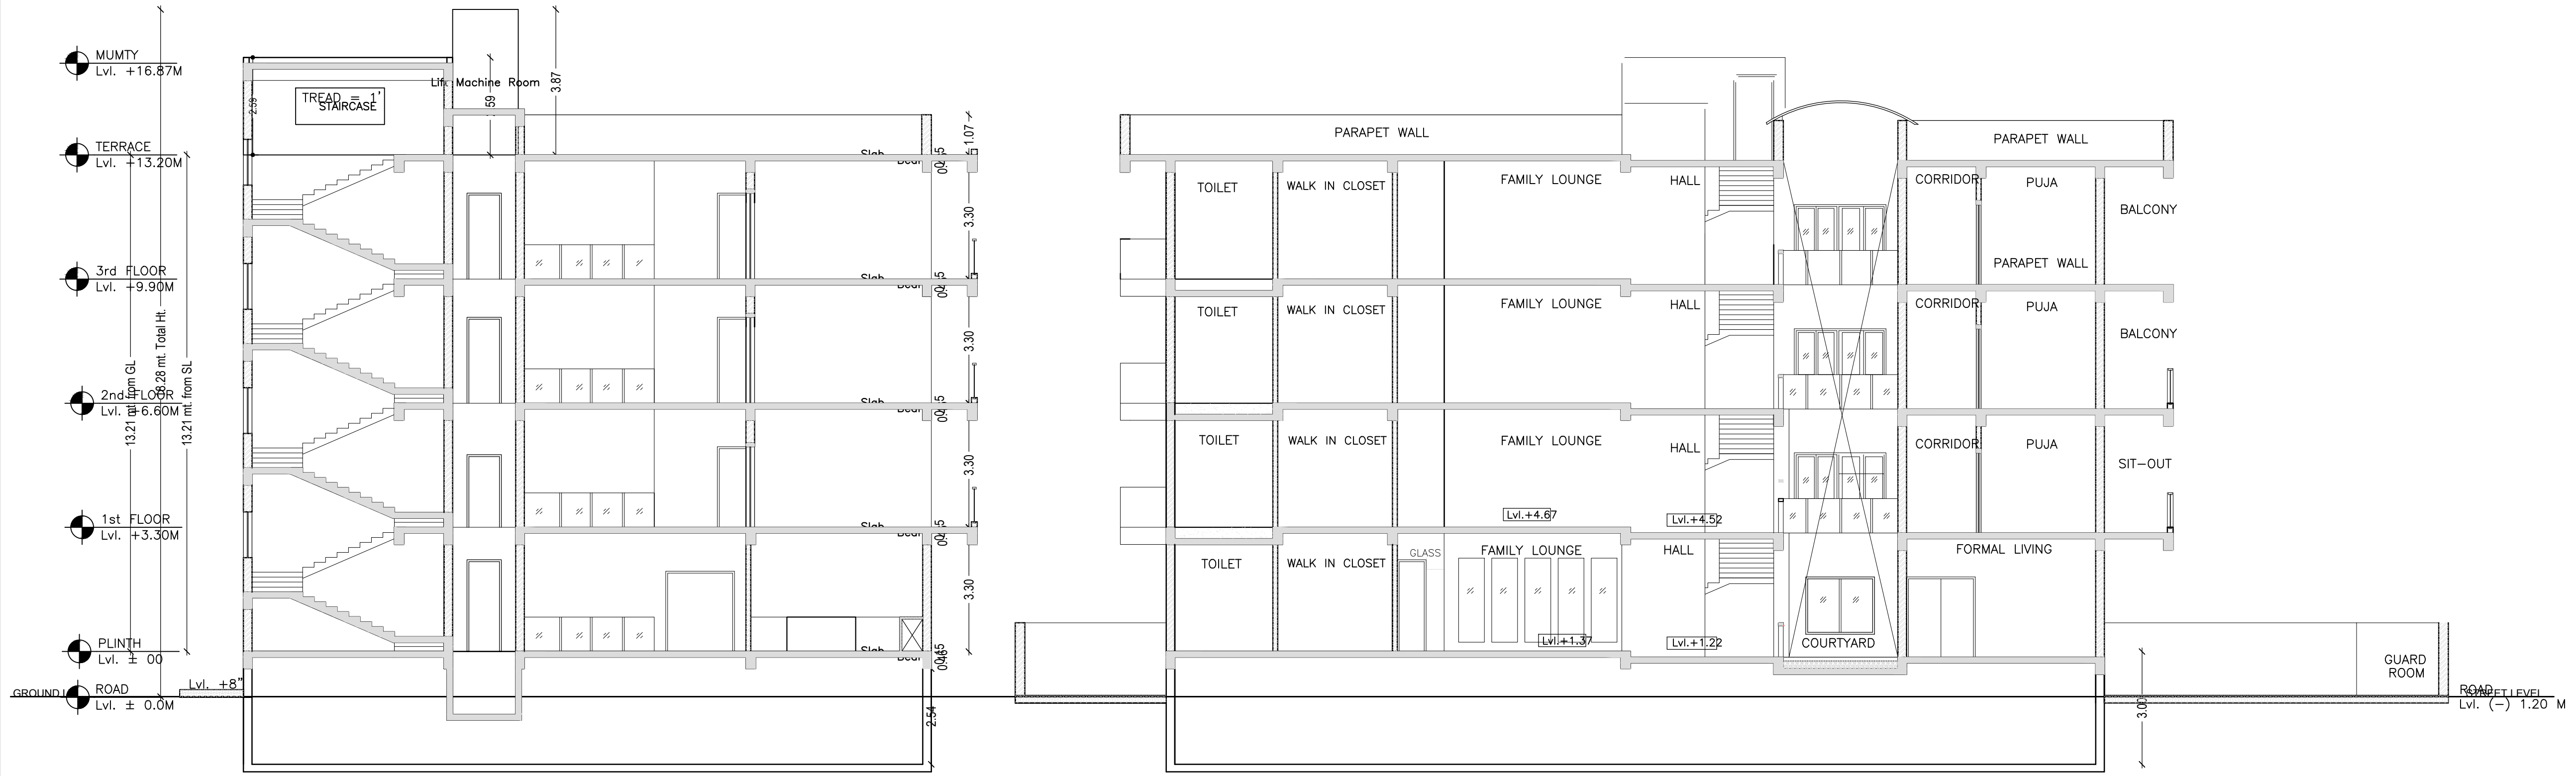 MUMTY
Lvl. +16.87M
TERRACE
Lvl. +13.20M
3rd FLOOR
Lvl. +9.90M
2nd FLOOR
Lvl. +6.60M
1st FLOOR
Lvl. +3.30M
PLINTH
Lvl. ± 00
ROAD
Lvl. ± 0.0M
GROUND
Lvl. +8"
13.21 mt. from GL
18.28 mt. Total Ht.
13.21 mt. from SL
TREAD = 1'
STAIRCASE
2.59
Machine Room
3.87
1.07
Slab
3.30
Slab
3.30
Slab
3.30
Slab
3.30
Slab
2.54
PARAPET WALL
PARAPET WALL
TOILET
WALK IN CLOSET
FAMILY LOUNGE
HALL
CORRIDOR
PUJA
BALCONY
PARAPET WALL
TOILET
WALK IN CLOSET
FAMILY LOUNGE
HALL
CORRIDOR
PUJA
BALCONY
TOILET
WALK IN CLOSET
FAMILY LOUNGE
HALL
CORRIDOR
PUJA
SIT-OUT
Lvl.+4.67
Lvl.+4.52
TOILET
WALK IN CLOSET
GLASS
FAMILY LOUNGE
HALL
FORMAL LIVING
Lvl.+1.37
Lvl.+1.22
COURTYARD
GUARD
ROOM
3.00
ROAD
STREET LEVEL
Lvl. (-) 1.20 M